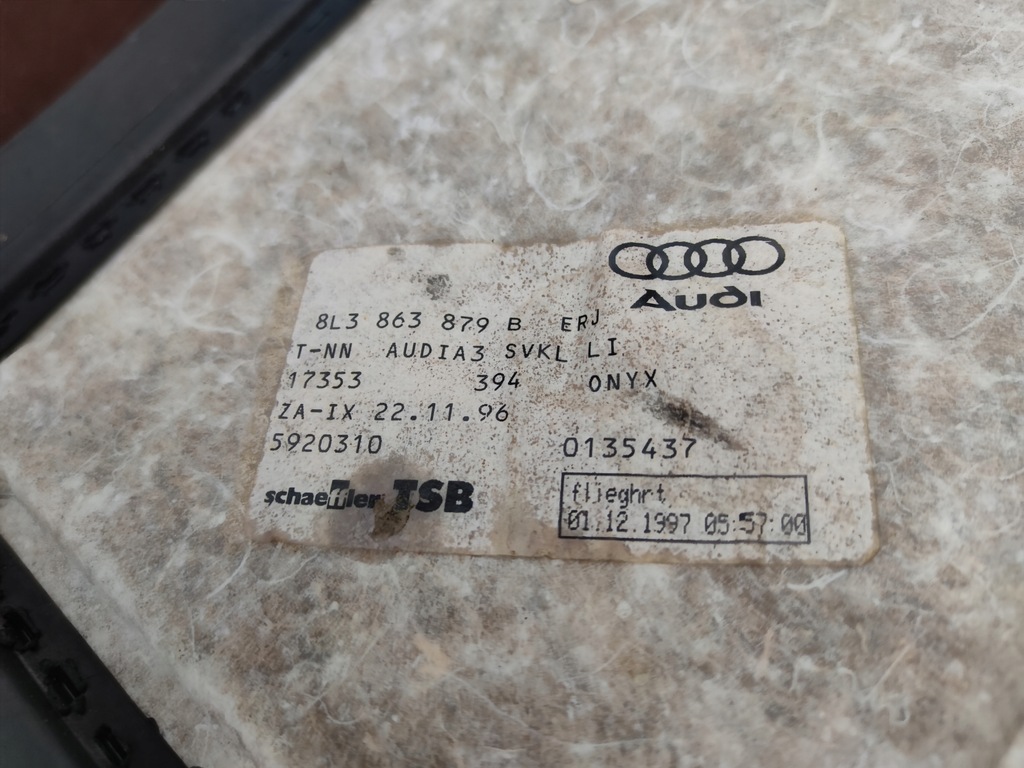 Audi
8L3 863 879 B ERJ
T-NN AUDIA3 SVKL LI
17353 394 ONYX
ZA-IX 22.11.96
5920310 0135437
schaeffler TSB
flieghrt
01.12.1997 05:57:00